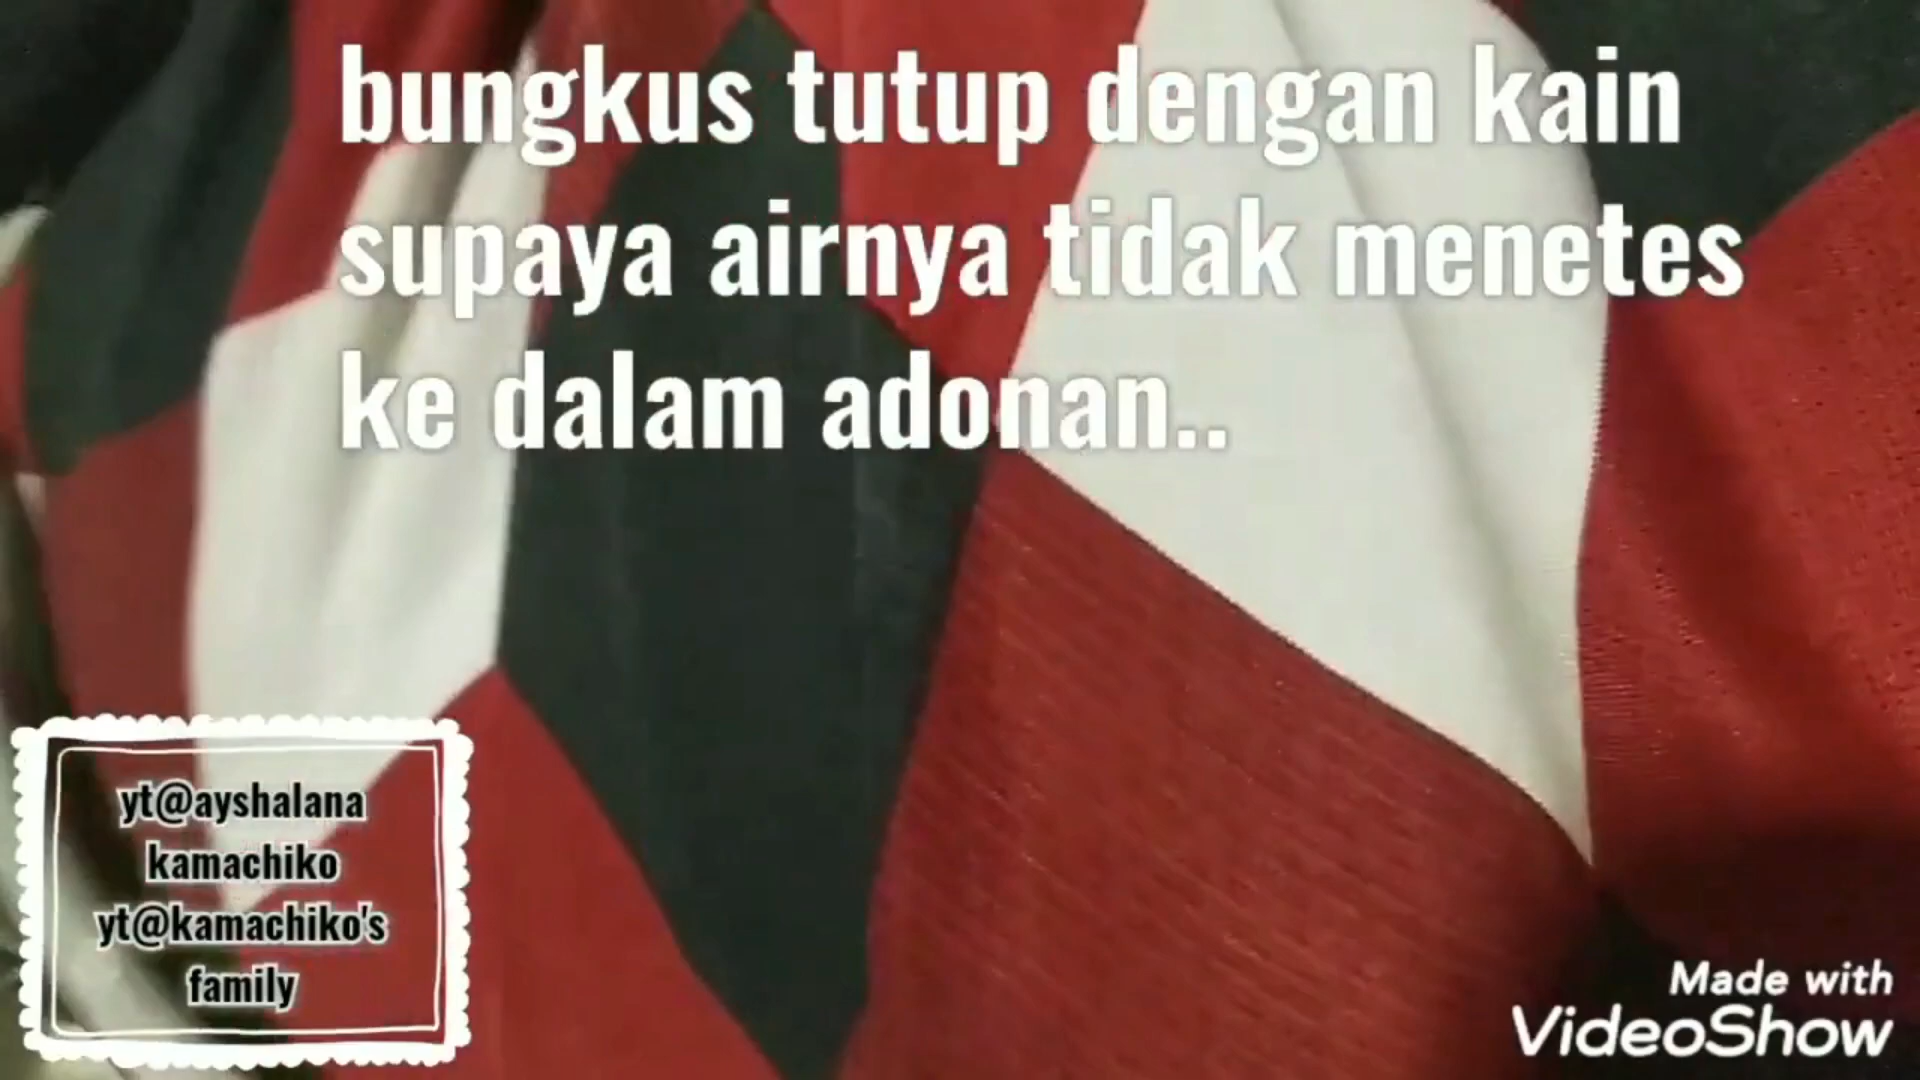 bungkus tutup dengan kain
supaya airnya tidak menetes
ke dalam adonan..
yt@ayshalana
kamachiko
yt@kamachiko's
family
Made with
VideoShow